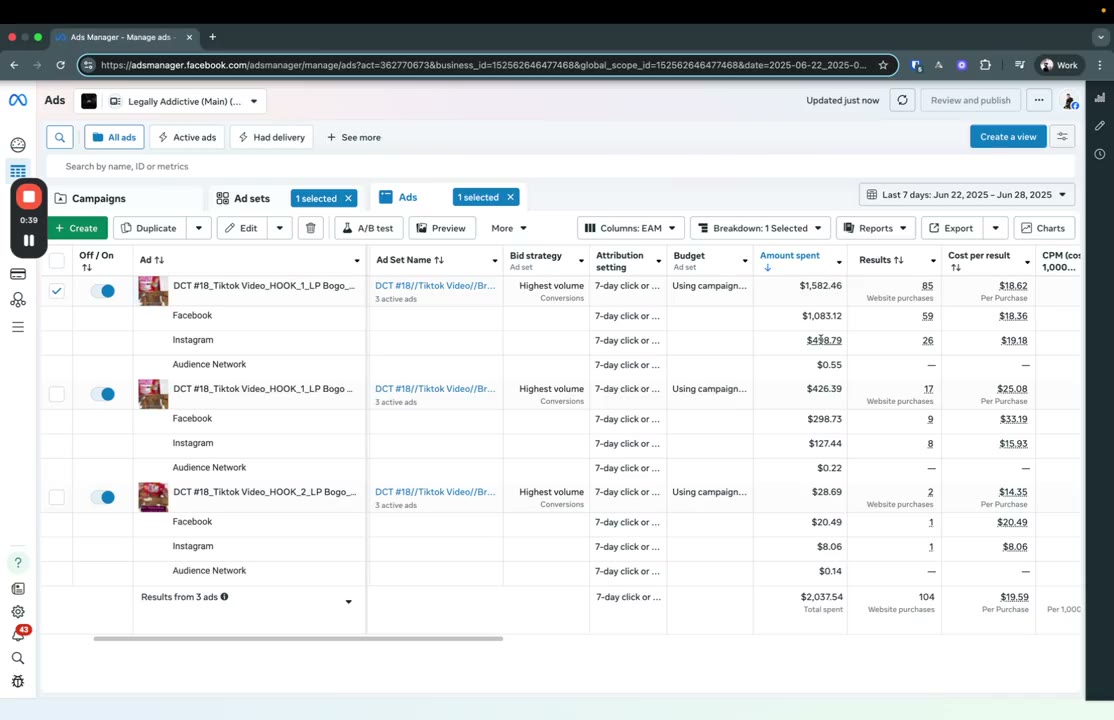 Ads Manager - Manage ads -
https://adsmanager.facebook.com/adsmanager/manage/ads?act=362770673&business_id=152562646477468&global_scope_id=152562646477468&date=2025-06-22_2025-0...
Work
Ads
Legally Addictive (Main) (...
Updated just now
Review and publish
All ads
Active ads
Had delivery
+ See more
Create a view
Search by name, ID or metrics
Campaigns
Ad sets
1 selected
Ads
1 selected
Last 7 days: Jun 22, 2025 – Jun 28, 2025
0:39
+ Create
Duplicate
Edit
A/B test
Preview
More
Columns: EAM
Breakdown: 1 Selected
Reports
Export
Charts
Off / On
Ad
Ad Set Name
Bid strategy
Ad set
Attribution setting
Budget
Ad set
Amount spent
Results
Cost per result
CPM (cos
1,000...
DCT #18_Tiktok Video_HOOK_1_LP Bogo_...
DCT #18//Tiktok Video//Br...
3 active ads
Highest volume
Conversions
7-day click or ...
Using campaign...
$1,582.46
85
Website purchases
$18.62
Per Purchase
Facebook
7-day click or ...
$1,083.12
59
$18.36
Instagram
7-day click or ...
$498.79
26
$19.18
Audience Network
7-day click or ...
$0.55
—
—
DCT #18_Tiktok Video_HOOK_1_LP Bogo ...
DCT #18//Tiktok Video//Br...
3 active ads
Highest volume
Conversions
7-day click or ...
Using campaign...
$426.39
17
Website purchases
$25.08
Per Purchase
Facebook
7-day click or ...
$298.73
9
$33.19
Instagram
7-day click or ...
$127.44
8
$15.93
Audience Network
7-day click or ...
$0.22
—
—
DCT #18_Tiktok Video_HOOK_2_LP Bogo_...
DCT #18//Tiktok Video//Br...
3 active ads
Highest volume
Conversions
7-day click or ...
Using campaign...
$28.69
2
Website purchases
$14.35
Per Purchase
Facebook
7-day click or ...
$20.49
1
$20.49
Instagram
7-day click or ...
$8.06
1
$8.06
Audience Network
7-day click or ...
$0.14
—
—
Results from 3 ads
7-day click or ...
$2,037.54
Total spent
104
Website purchases
$19.59
Per Purchase
Per 1,000
43